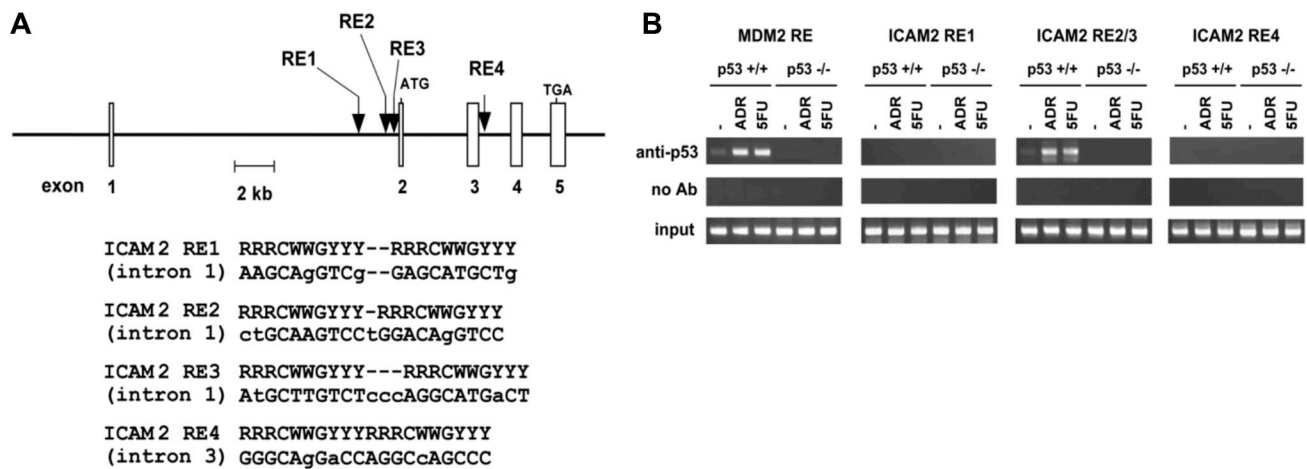 A
RE1
RE2
RE3
RE4
ATG
TGA
exon 1 2 3 4 5
2 kb
ICAM2 RE1 RRRCWWGYYY--RRRCWWGYYY
(intron 1) AAGCAgGTCg--GAGCATGCTg
ICAM2 RE2 RRRCWWGYYY-RRRCWWGYYY
(intron 1) ctGCAAGTCCtGGACAgGTCC
ICAM2 RE3 RRRCWWGYYY---RRRCWWGYYY
(intron 1) AtGCTTGTCTcccAGGCATGaCT
ICAM2 RE4 RRRCWWGYYYRRRCWWGYYY
(intron 3) GGGCAgGaCCAGGCcAGCCC
B
MDM2 RE ICAM2 RE1 ICAM2 RE2/3 ICAM2 RE4
p53 +/+ p53 -/- p53 +/+ p53 -/- p53 +/+ p53 -/- p53 +/+ p53 -/-
- ADR 5FU - ADR 5FU - ADR 5FU - ADR 5FU - ADR 5FU - ADR 5FU - ADR 5FU - ADR 5FU
anti-p53
no Ab
input